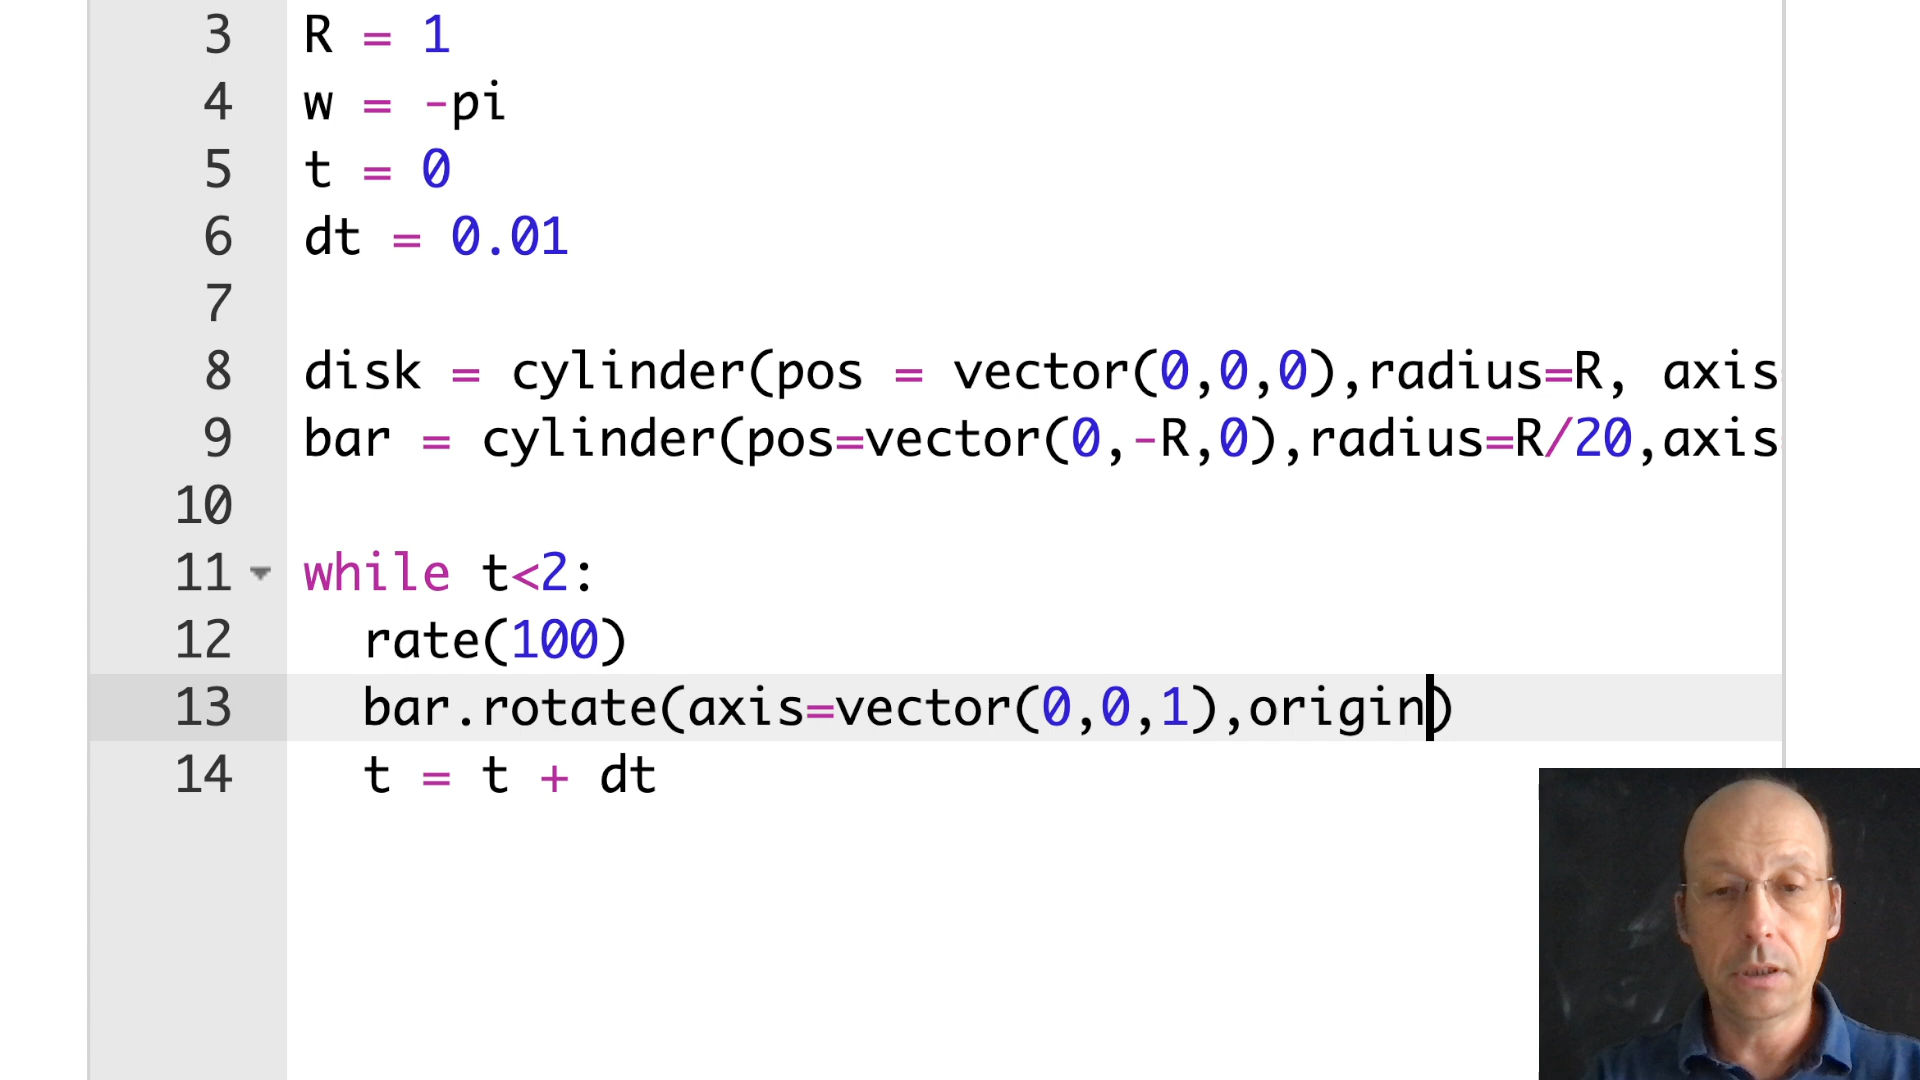 3 R = 1
4 w = -pi
5 t = 0
6 dt = 0.01
7
8 disk = cylinder(pos = vector(0,0,0),radius=R, axis
9 bar = cylinder(pos=vector(0,-R,0),radius=R/20,axis
10
11 while t<2:
12 rate(100)
13 bar.rotate(axis=vector(0,0,1),origin)
14 t = t + dt